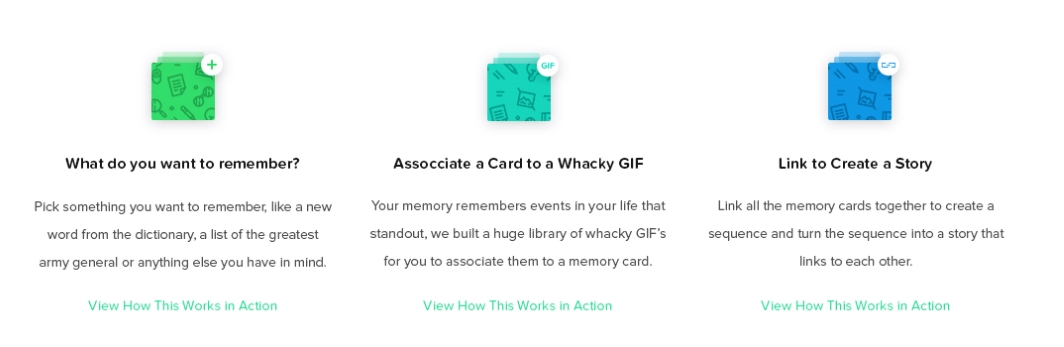 GIF
What do you want to remember?
Pick something you want to remember, like a new
word from the dictionary, a list of the greatest
army general or anything else you have in mind.
View How This Works in Action
Assocciate a Card to a Whacky GIF
Your memory remembers events in your life that
standout, we built a huge library of whacky GIF's
for you to associate them to a memory card.
View How This Works in Action
Link to Create a Story
Link all the memory cards together to create a
sequence and turn the sequence into a story that
links to each other.
View How This Works in Action